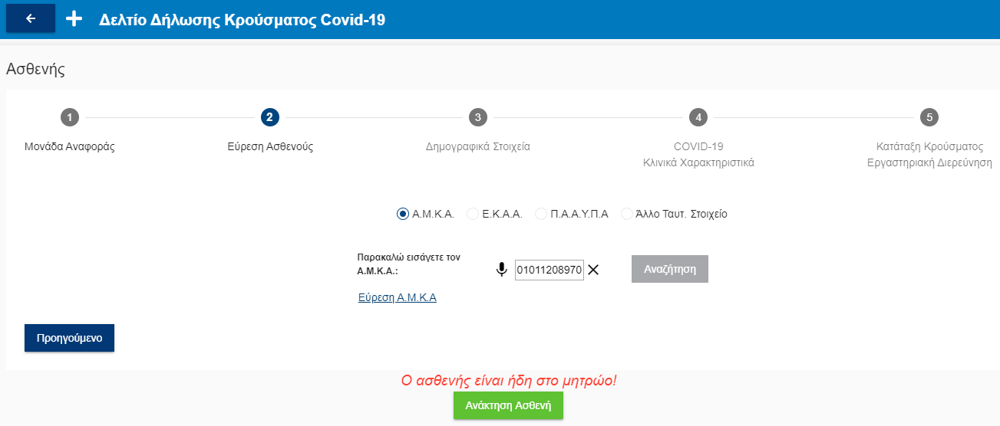 Δελτίο Δήλωσης Κρούσματος Covid-19
Ασθενής
1
2
3
4
5
Μονάδα Αναφοράς
Εύρεση Ασθενούς
Δημογραφικά Στοιχεία
COVID-19
Κλινικά Χαρακτηριστικά
Κατάταξη Κρούσματος
Εργαστηριακή Διερεύνηση
Α.Μ.Κ.Α.
Ε.Κ.Α.Α.
Π.Α.Α.Υ.Π.Α
Άλλο Ταυτ. Στοιχείο
Παρακαλώ εισάγετε τον
Α.Μ.Κ.Α.:
01011208970
Αναζήτηση
Εύρεση Α.Μ.Κ.Α
Προηγούμενο
Ο ασθενής είναι ήδη στο μητρώο!
Ανάκτηση Ασθενή